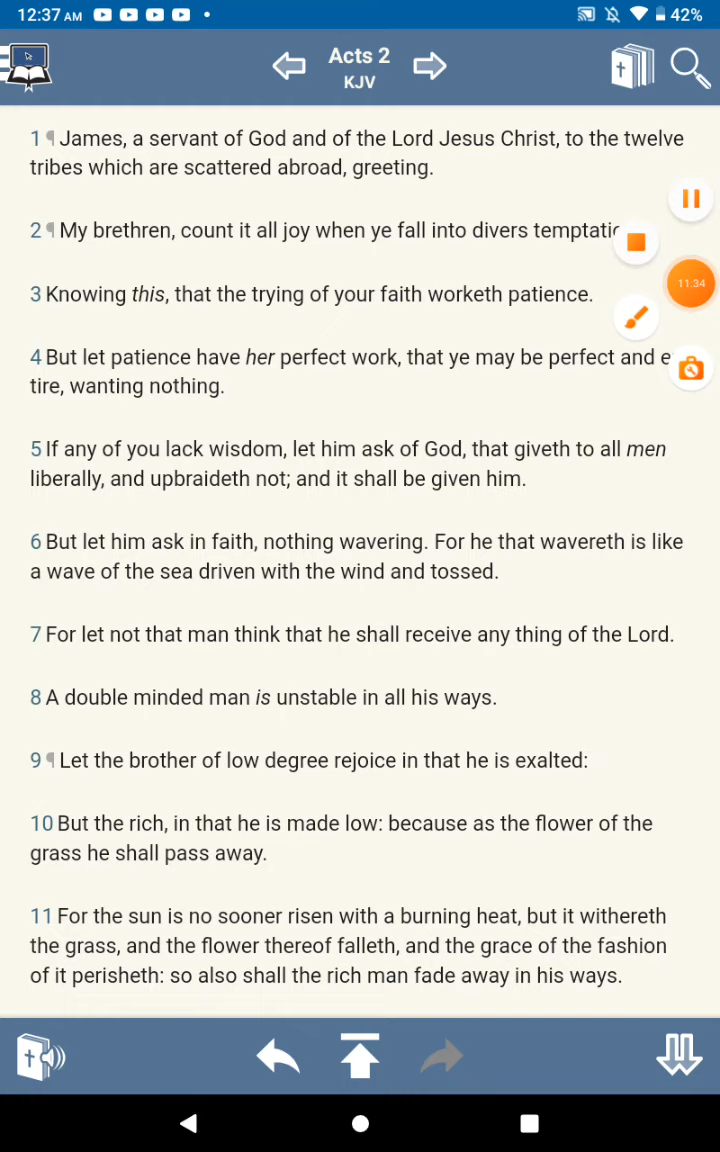 12:37 AM
42%
Acts 2
KJV
1 ¶ James, a servant of God and of the Lord Jesus Christ, to the twelve
tribes which are scattered abroad, greeting.
2 ¶ My brethren, count it all joy when ye fall into divers
3 Knowing this, that the trying of your faith worketh patience.
11:34
4 But let patience have her perfect work, that ye may be perfect and e
tire, wanting nothing.
5 If any of you lack wisdom, let him ask of God, that giveth to all men
liberally, and upbraideth not; and it shall be given him.
6 But let him ask in faith, nothing wavering. For he that wavereth is like
a wave of the sea driven with the wind and tossed.
7 For let not that man think that he shall receive any thing of the Lord.
8 A double minded man is unstable in all his ways.
9 ¶ Let the brother of low degree rejoice in that he is exalted:
10 But the rich, in that he is made low: because as the flower of the
grass he shall pass away.
11 For the sun is no sooner risen with a burning heat, but it withereth
the grass, and the flower thereof falleth, and the grace of the fashion
of it perisheth: so also shall the rich man fade away in his ways.